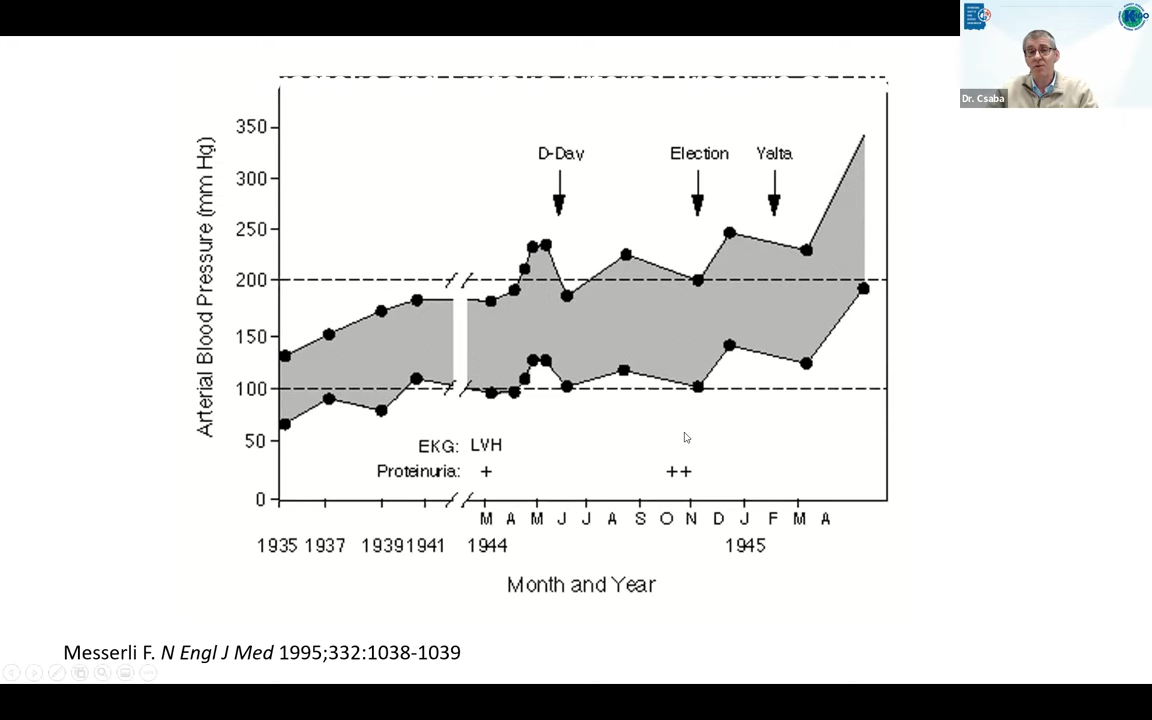 Dr. Csaba
Arterial Blood Pressure (mm Hg)
350
300
250
200
150
100
50
0
D-Day
Election
Yalta
EKG: LVH
Proteinuria: + ++
M A M J J A S O N D J F M A
1935 1937 1939 1941 1944 1945
Month and Year
Messerli F. N Engl J Med 1995;332:1038-1039